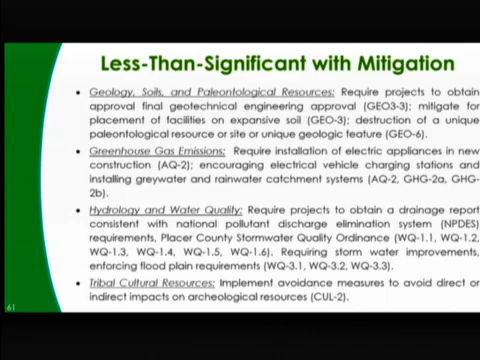 Less-Than-Significant with Mitigation
• Geology, Soils, and Paleontological Resources: Require projects to obtain
approval final geotechnical engineering approval (GEO3-3); mitigate for
placement of facilities on expansive soil (GEO-3); destruction of a unique
paleontological resource or site or unique geologic feature (GEO-6).
• Greenhouse Gas Emissions: Require installation of electric appliances in new
construction (AQ-2); encouraging electrical vehicle charging stations and
installing greywater and rainwater catchment systems (AQ-2, GHG-2a, GHG-
2b).
• Hydrology and Water Quality: Require projects to obtain a drainage report
consistent with national pollutant discharge elimination system (NPDES)
requirements, Placer County Stormwater Quality Ordinance (WQ-1.1, WQ-1.2,
WQ-1.3, WQ-1.4, WQ-1.5, WQ-1.6). Requiring storm water improvements,
enforcing flood plain requirements (WQ-3.1, WQ-3.2, WQ-3.3).
• Tribal Cultural Resources: Implement avoidance measures to avoid direct or
indirect impacts on archeological resources (CUL-2).
61